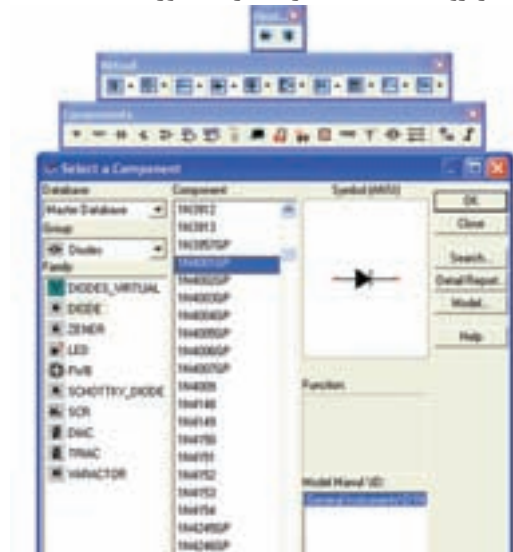 Virtual
Components
Select a Component
Database
Master Database
Group
Diodes
Family
DIODES_VIRTUAL
DIODE
ZENER
LED
FWB
SCHOTTKY_DIODE
SCR
DIAC
TRIAC
VARACTOR
Component
1N3912
1N3913
1N3957GP
1N4001GP
1N4002GP
1N4003GP
1N4004GP
1N4005GP
1N4006GP
1N4007GP
1N4009
1N4148
1N4149
1N4150
1N4151
1N4152
1N4153
1N4154
1N4245GP
1N4246GP
Symbol (ANSI)
Function:
Model Manuf.\ID:
OK
Close
Search...
Detail Report...
Model...
Help